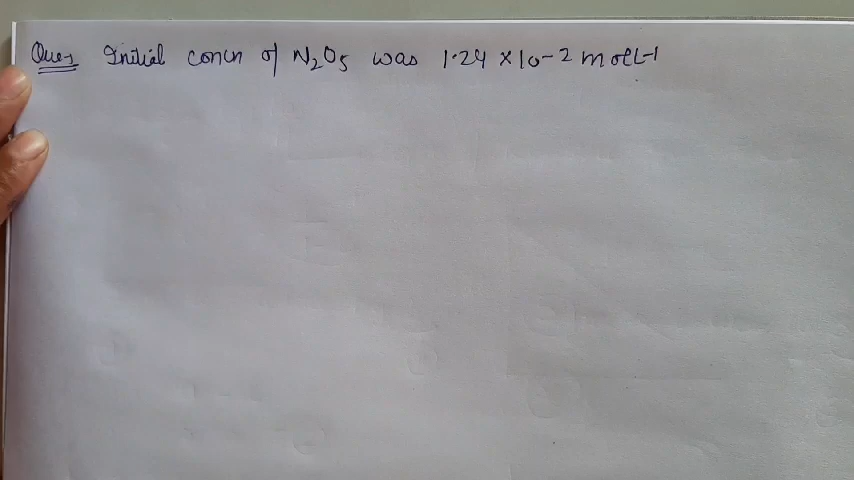 Ques Initial concn of N₂O₅ was 1.24 × 10-2 mol L-1